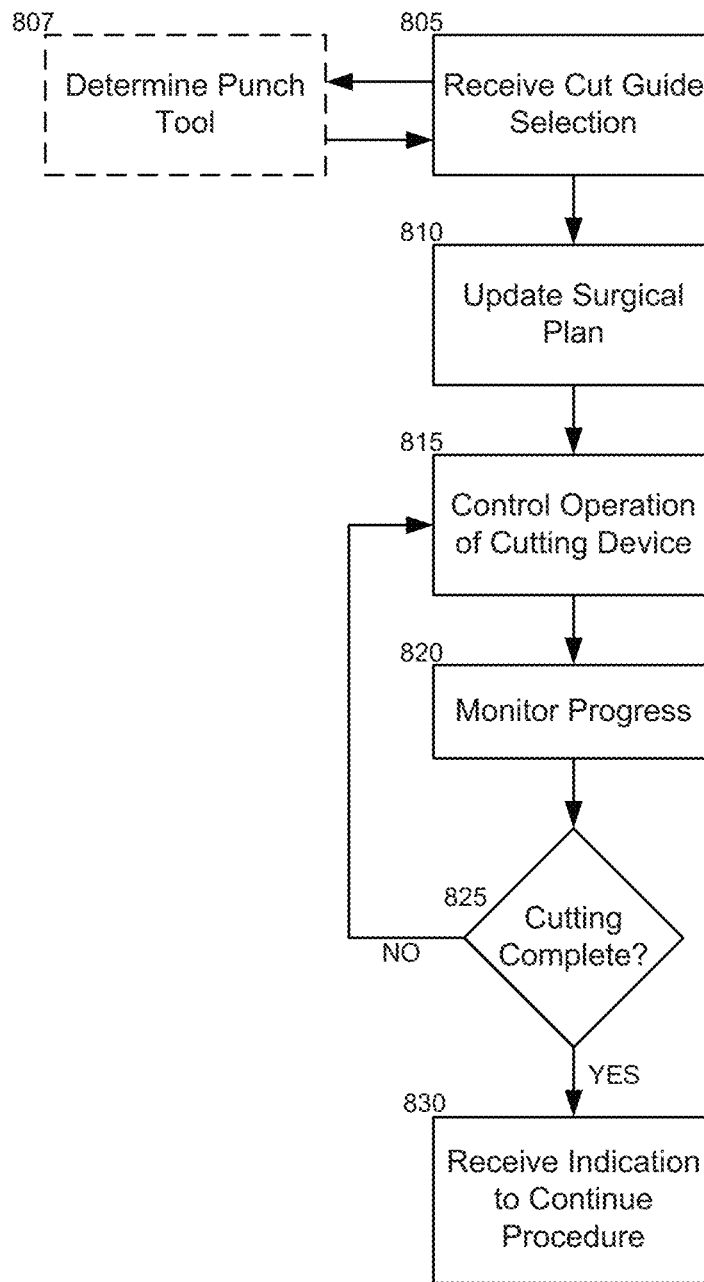 807
Determine Punch
Tool
805
Receive Cut Guide
Selection
810
Update Surgical
Plan
815
Control Operation
of Cutting Device
820
Monitor Progress
825
Cutting
Complete?
NO
YES
830
Receive Indication
to Continue
Procedure